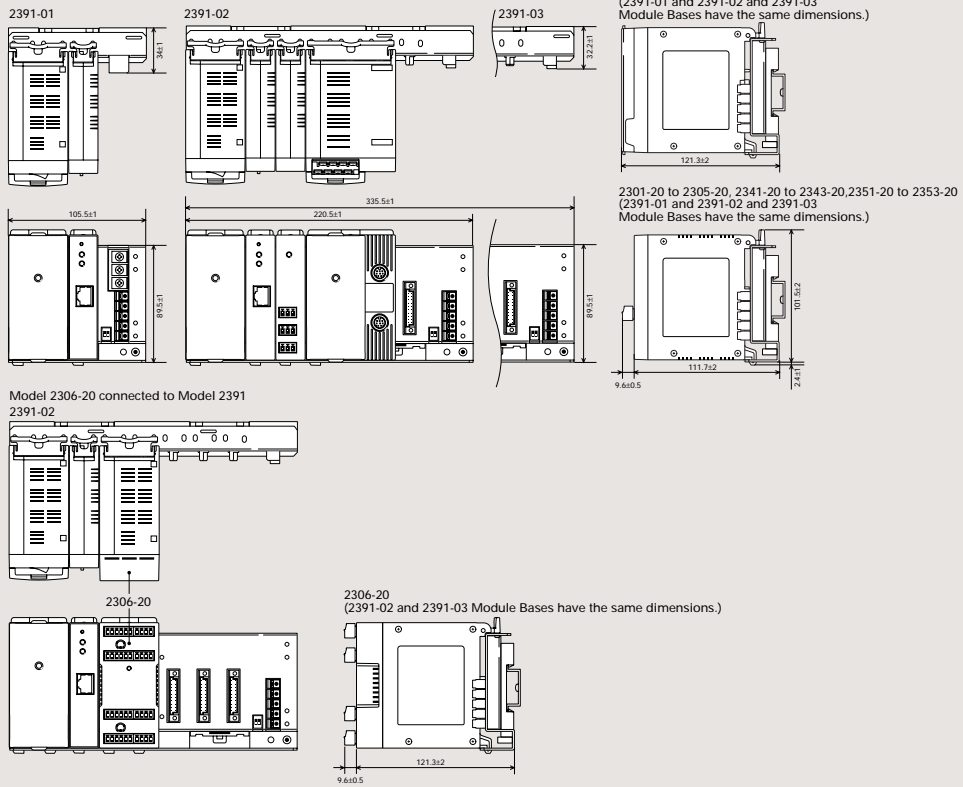 2391-01
2391-02
2391-03
(2391-01 and 2391-02 and 2391-03
Module Bases have the same dimensions.)
34±1
32.2±1
121.3±2
2301-20 to 2305-20, 2341-20 to 2343-20,2351-20 to 2353-20
(2391-01 and 2391-02 and 2391-03
Module Bases have the same dimensions.)
105.5±1
335.5±1
220.5±1
89.5±1
89.5±1
101.5±2
111.7±2
9.6±0.5
2.4±1
Model 2306-20 connected to Model 2391
2391-02
2306-20
2306-20
(2391-02 and 2391-03 Module Bases have the same dimensions.)
121.3±2
9.6±0.5